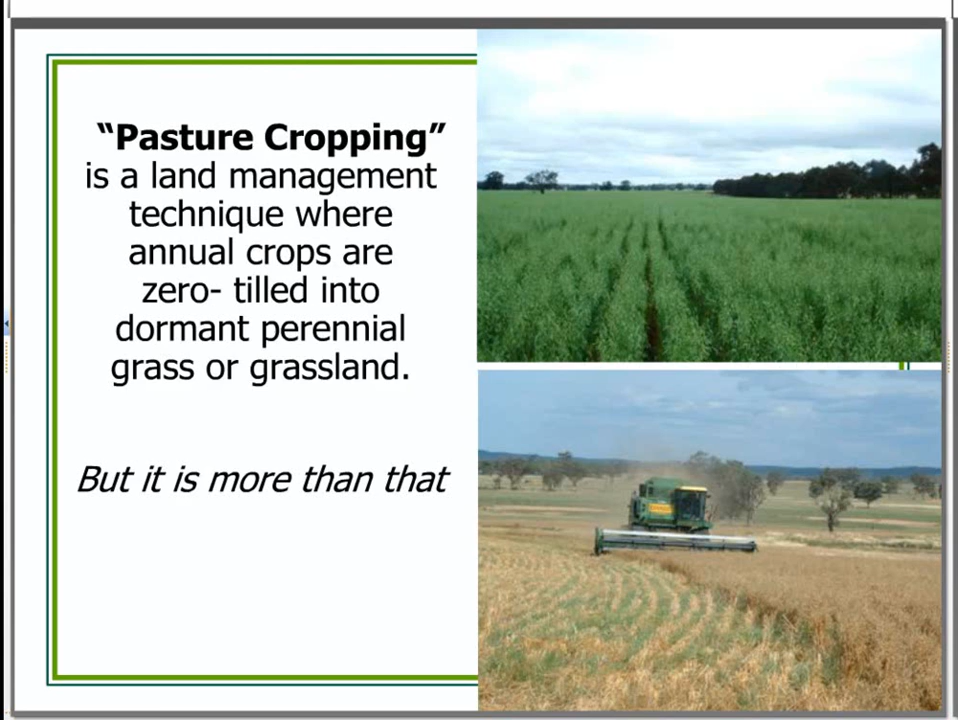 “Pasture Cropping”
is a land management
technique where
annual crops are
zero- tilled into
dormant perennial
grass or grassland.
But it is more than that